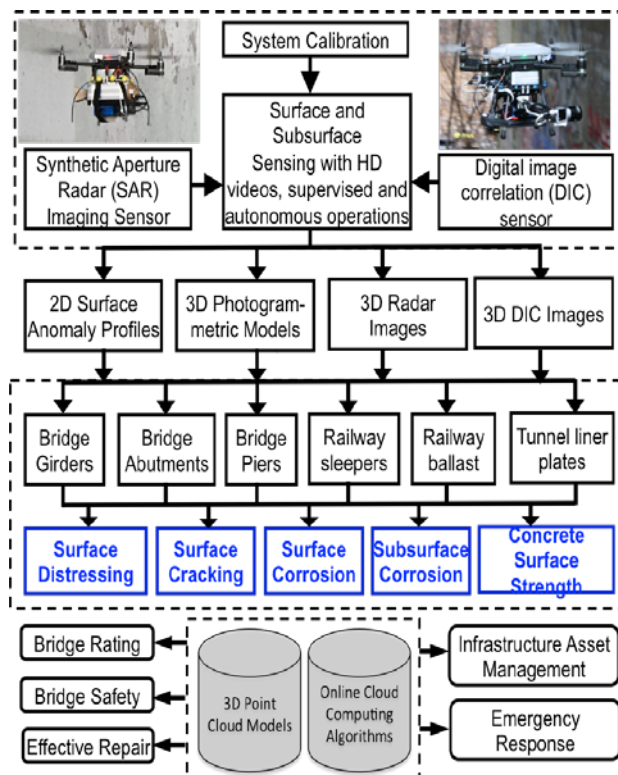 System Calibration
Surface and
Subsurface
Sensing with HD
videos, supervised and
autonomous operations
Synthetic Aperture
Radar (SAR)
Imaging Sensor
Digital image
correlation (DIC)
sensor
2D Surface
Anomaly Profiles
3D Photogram-
metric Models
3D Radar
Images
3D DIC Images
Bridge
Girders
Bridge
Abutments
Bridge
Piers
Railway
sleepers
Railway
ballast
Tunnel liner
plates
Surface
Distressing
Surface
Cracking
Surface
Corrosion
Subsurface
Corrosion
Concrete
Surface
Strength
Bridge Rating
Bridge Safety
Effective Repair
3D Point
Cloud Models
Online Cloud
Computing
Algorithms
Infrastructure Asset
Management
Emergency
Response